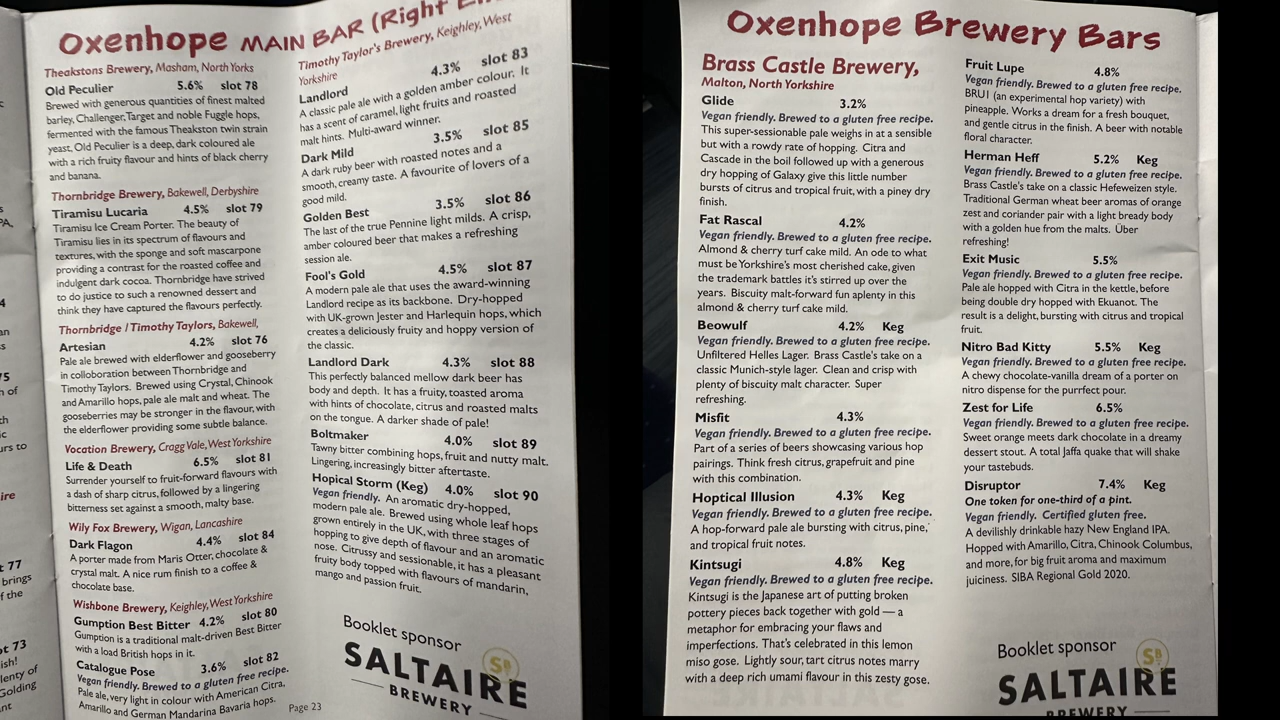 Oxenhope MAIN BAR (Right
Theakstons Brewery, Masham, North Yorks
Old Peculier 5.6% slot 78
Brewed with generous quantities of finest malted
barley, Challenger, Target and noble Fuggle hops,
fermented with the famous Theakston twin strain
yeast, Old Peculier is a deep, dark coloured ale
with a rich fruity flavour and hints of black cherry
and banana.
Thornbridge Brewery, Bakewell, Derbyshire
Tiramisu Lucaria 4.5% slot 79
Tiramisu Ice Cream Porter. The beauty of
Tiramisu lies in its spectrum of flavours and
textures, with the sponge and soft mascarpone
providing a contrast for the roasted coffee and
indulgent dark cocoa. Thornbridge have strived
to do justice to such a renowned dessert and
think they have captured the flavours perfectly.
Thornbridge / Timothy Taylors, Bakewell,
Artesian 4.2% slot 76
Pale ale brewed with elderflower and gooseberry
in colloboration between Thornbridge and
Timothy Taylors. Brewed using Crystal, Chinook
and Amarillo hops, pale ale malt and wheat. The
gooseberries may be stronger in the flavour, with
the elderflower providing some subtle balance.
Vocation Brewery, Cragg Vale, West Yorkshire
Life & Death 6.5% slot 81
Surrender yourself to fruit-forward flavours with
a dash of sharp citrus, followed by a lingering
bitterness set against a smooth, malty base.
Wily Fox Brewery, Wigan, Lancashire
Dark Flagon 4.4% slot 84
A porter made from Maris Otter, chocolate &
crystal malt. A nice rum finish to a coffee &
chocolate base.
Wishbone Brewery, Keighley, West Yorkshire
Gumption Best Bitter 4.2% slot 80
Gumption is a traditional malt-driven Best Bitter
with a load British hops in it.
Catalogue Pose 3.6% slot 82
Vegan friendly. Brewed to a gluten free recipe.
Pale ale, very light in colour with American Citra,
Amarillo and German Mandarina Bavaria hops.
Timothy Taylor's Brewery, Keighley, West
Yorkshire
Landlord 4.3% slot 83
A classic pale ale with a golden amber colour. It
has a scent of caramel, light fruits and roasted
malt hints. Multi-award winner.
Dark Mild 3.5% slot 85
A dark ruby beer with roasted notes and a
smooth, creamy taste. A favourite of lovers of a
good mild.
Golden Best 3.5% slot 86
The last of the true Pennine light milds. A crisp,
amber coloured beer that makes a refreshing
session ale.
Fool's Gold 4.5% slot 87
A modern pale ale that uses the award-winning
Landlord recipe as its backbone. Dry-hopped
with UK-grown Jester and Harlequin hops, which
creates a deliciously fruity and hoppy version of
the classic.
Landlord Dark 4.3% slot 88
This perfectly balanced mellow dark beer has
body and depth. It has a fruity, toasted aroma
with hints of chocolate, citrus and roasted malts
on the tongue. A darker shade of pale!
Boltmaker 4.0% slot 89
Tawny bitter combining hops, fruit and nutty malt.
Lingering, increasingly bitter aftertaste.
Hopical Storm (Keg) 4.0% slot 90
Vegan friendly. An aromatic dry-hopped,
modern pale ale. Brewed using whole leaf hops
grown entirely in the UK, with three stages of
hopping to give depth of flavour and an aromatic
nose. Citrussy and sessionable, it has a pleasant
fruity body topped with flavours of mandarin,
mango and passion fruit.
Booklet sponsor
SB
SALTAIRE
BREWERY
Page 23
Oxenhope Brewery Bars
Brass Castle Brewery,
Malton, North Yorkshire
Glide 3.2%
Vegan friendly. Brewed to a gluten free recipe.
This super-sessionable pale weighs in at a sensible
but with a rowdy rate of hopping. Citra and
Cascade in the boil followed up with a generous
dry hopping of Galaxy give this little number
bursts of citrus and tropical fruit, with a piney dry
finish.
Fat Rascal 4.2%
Vegan friendly. Brewed to a gluten free recipe.
Almond & cherry turf cake mild. An ode to what
must be Yorkshire's most cherished cake, given
the trademark battles it's stirred up over the
years. Biscuity malt-forward fun aplenty in this
almond & cherry turf cake mild.
Beowulf 4.2% Keg
Vegan friendly. Brewed to a gluten free recipe.
Unfiltered Helles Lager. Brass Castle's take on a
classic Munich-style lager. Clean and crisp with
plenty of biscuity malt character. Super
refreshing.
Misfit 4.3%
Vegan friendly. Brewed to a gluten free recipe.
Part of a series of beers showcasing various hop
pairings. Think fresh citrus, grapefruit and pine
with this combination.
Hoptical Illusion 4.3% Keg
Vegan friendly. Brewed to a gluten free recipe.
A hop-forward pale ale bursting with citrus, pine,
and tropical fruit notes.
Kintsugi 4.8% Keg
Vegan friendly. Brewed to a gluten free recipe.
Kintsugi is the Japanese art of putting broken
pottery pieces back together with gold — a
metaphor for embracing your flaws and
imperfections. That's celebrated in this lemon
miso gose. Lightly sour, tart citrus notes marry
with a deep rich umami flavour in this zesty gose.
Fruit Lupe 4.8%
Vegan friendly. Brewed to a gluten free recipe.
BRU1 (an experimental hop variety) with
pineapple. Works a dream for a fresh bouquet,
and gentle citrus in the finish. A beer with notable
floral character.
Herman Heff 5.2% Keg
Vegan friendly. Brewed to a gluten free recipe.
Brass Castle's take on a classic Hefeweizen style.
Traditional German wheat beer aromas of orange
zest and coriander pair with a light bready body
with a golden hue from the malts. Über
refreshing!
Exit Music 5.5%
Vegan friendly. Brewed to a gluten free recipe.
Pale ale hopped with Citra in the kettle, before
being double dry hopped with Ekuanot. The
result is a delight, bursting with citrus and tropical
fruit.
Nitro Bad Kitty 5.5% Keg
Vegan friendly. Brewed to a gluten free recipe.
A chewy chocolate-vanilla dream of a porter on
nitro dispense for the purrfect pour.
Zest for Life 6.5%
Vegan friendly. Brewed to a gluten free recipe.
Sweet orange meets dark chocolate in a dreamy
dessert stout. A total Jaffa quake that will shake
your tastebuds.
Disruptor 7.4% Keg
One token for one-third of a pint.
Vegan friendly. Certified gluten free.
A devilishly drinkable hazy New England IPA.
Hopped with Amarillo, Citra, Chinook Columbus,
and more, for big fruit aroma and maximum
juiciness. SIBA Regional Gold 2020.
Booklet sponsor
SB
SALTAIRE
BREWERY